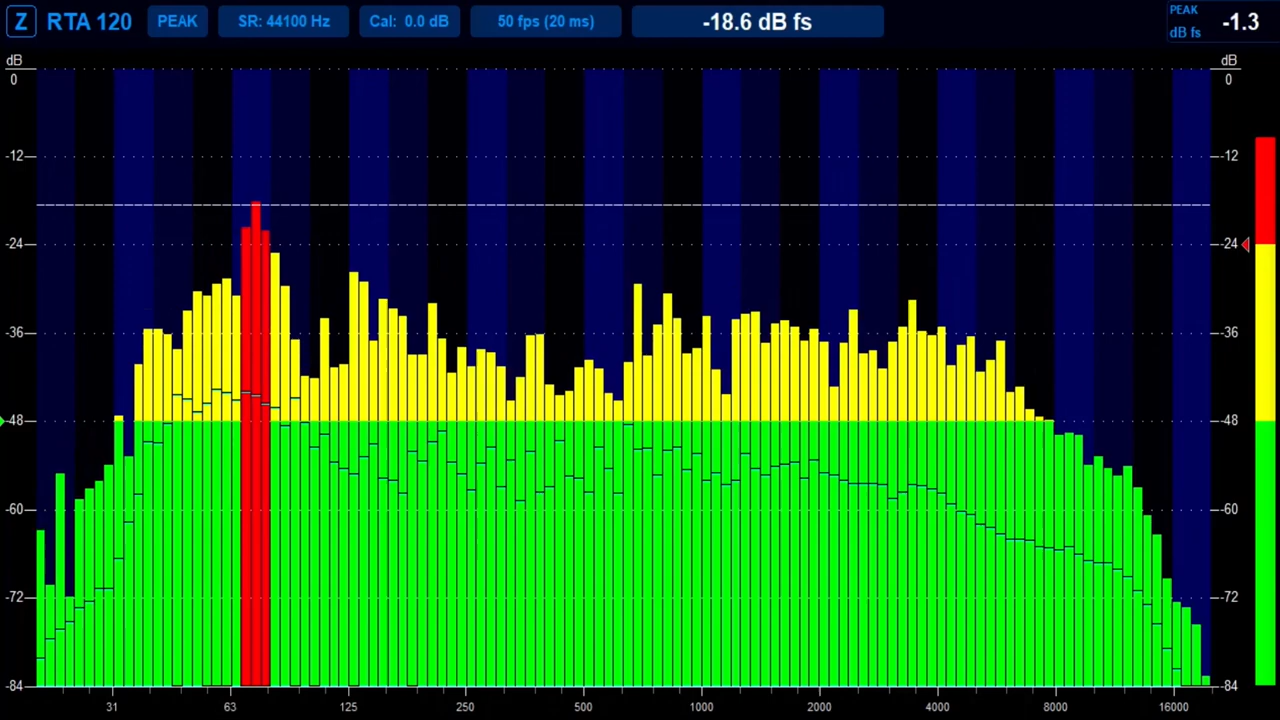 Z RTA 120 PEAK SR: 44100 Hz Cal: 0.0 dB 50 fps (20 ms) -18.6 dB fs PEAK dB fs -1.3
dB dB
0 0
-12 -12
-24 -24
-36 -36
-48 -48
-60 -60
-72 -72
-84 -84
31 63 125 250 500 1000 2000 4000 8000 16000